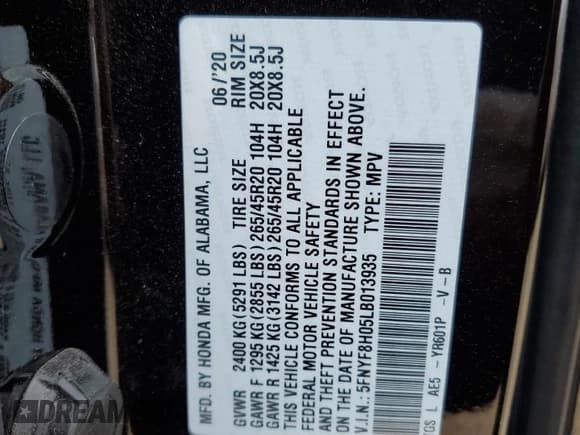 MFD. BY HONDA MFG. OF ALABAMA, LLC 06/'20
GVWR 2400 KG(5291 LBS) TIRE SIZE RIM SIZE
GAWR F 1295 KG(2855 LBS)265/45R20 104H 20X8.5J
GAWR R 1425 KG(3142 LBS)265/45R20 104H 20X8.5J
THIS VEHICLE CONFORMS TO ALL APPLICABLE
FEDERAL MOTOR VEHICLE SAFETY
AND THEFT PREVENTION STANDARDS IN EFFECT
ON THE DATE OF MANUFACTURE SHOWN ABOVE.
V.I.N.: 5FNYF8H05LB013935 TYPE: MPV
GS L AE5 -YR601P -V-B
DREAM